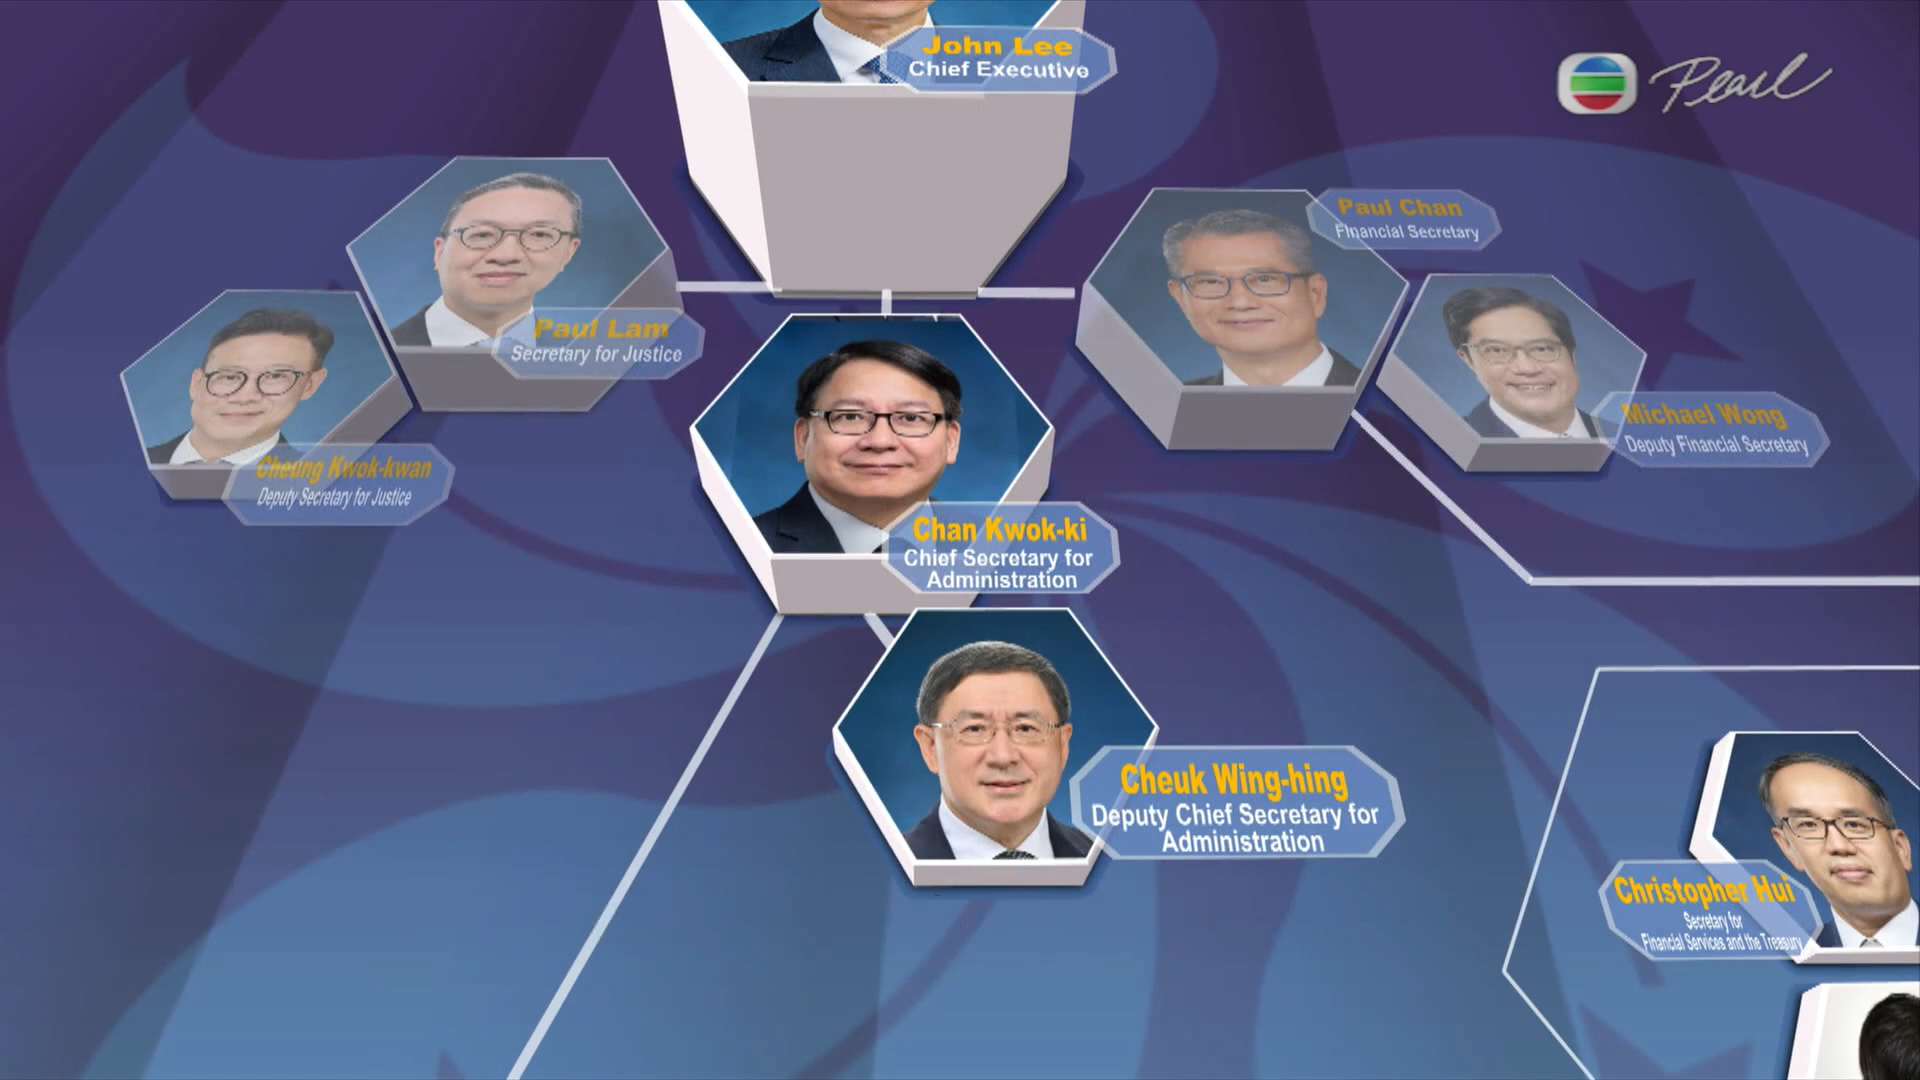 John Lee
Chief Executive
Pearl
Paul Chan
Financial Secretary
Paul Lam
Secretary for Justice
Michael Wong
Deputy Financial Secretary
Cheung Kwok-kwan
Deputy Secretary for Justice
Chan Kwok-ki
Chief Secretary for
Administration
Cheuk Wing-hing
Deputy Chief Secretary for
Administration
Christopher Hui
Secretary for
Financial Services and the Treasury